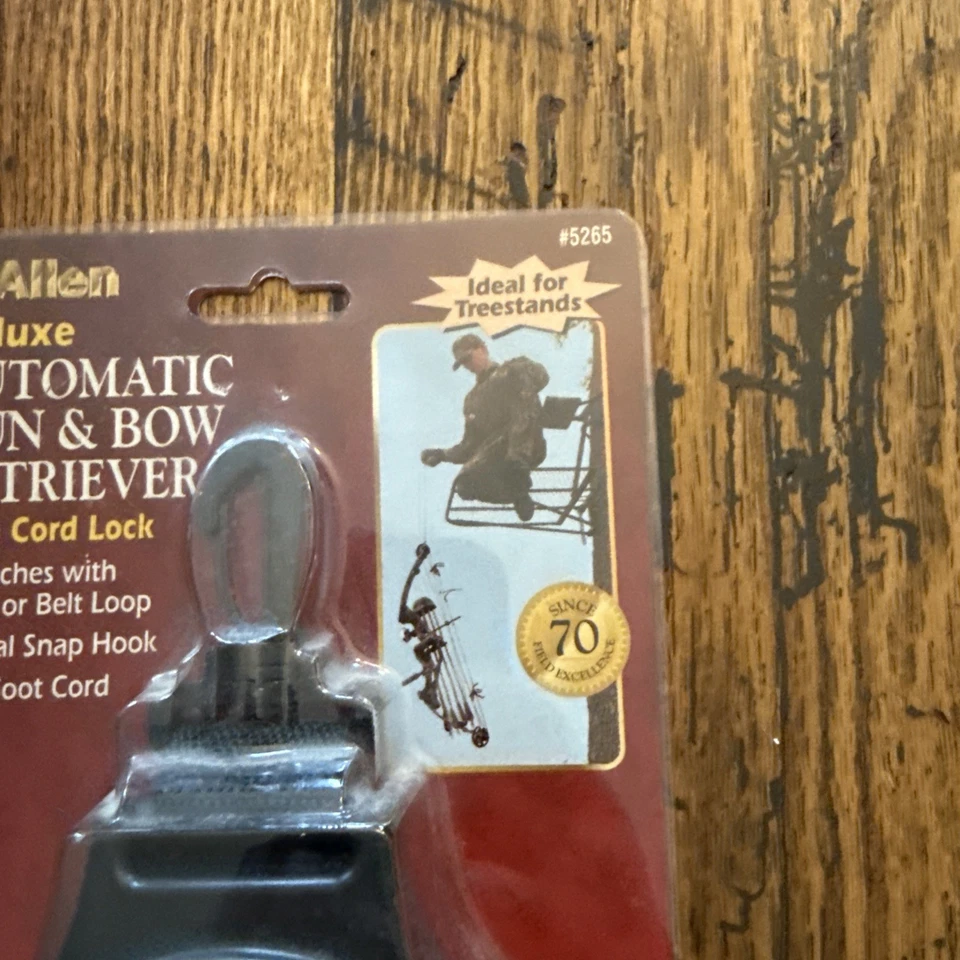 Allen
luxe
UTOMATIC
UN & BOW
TRIEVER
Cord Lock
ches with
or Belt Loop
al Snap Hook
oot Cord
#5265
Ideal for
Treestands
SINCE
70
FIELD EXCELLENCE